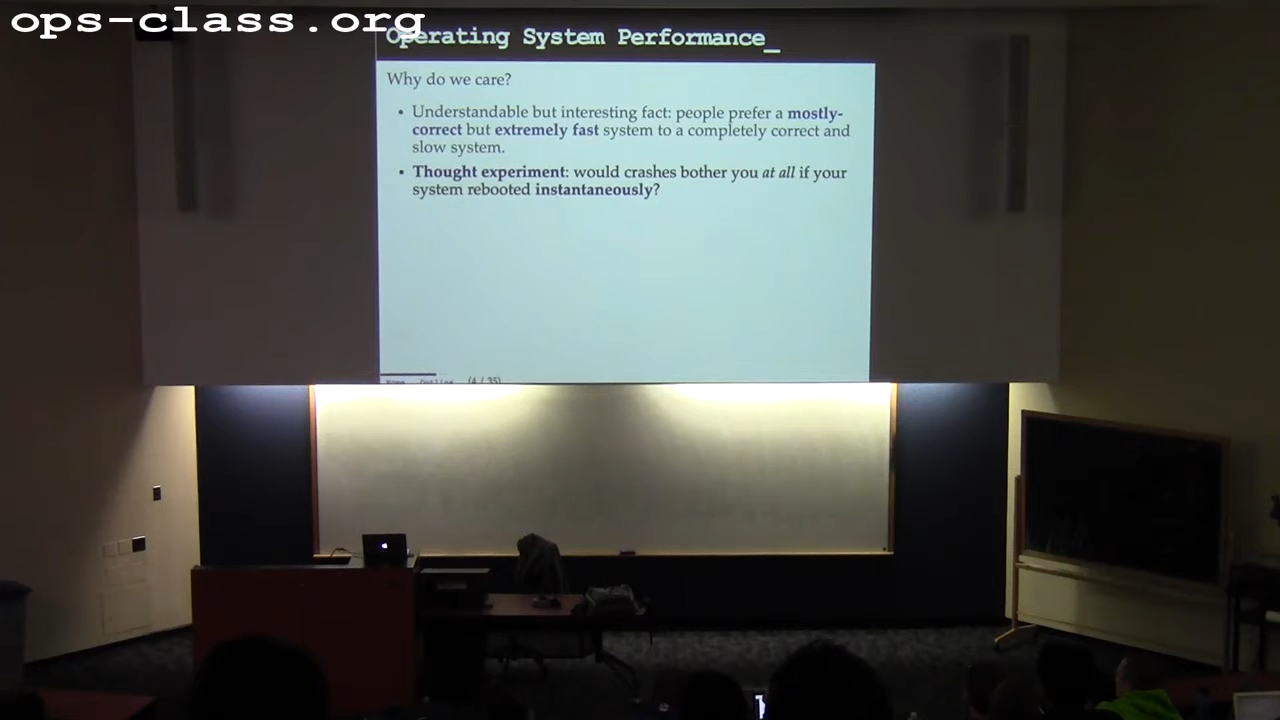 ops-class.org
Operating System Performance_
Why do we care?
• Understandable but interesting fact: people prefer a mostly-
correct but extremely fast system to a completely correct and
slow system.
• Thought experiment: would crashes bother you at all if your
system rebooted instantaneously?
(4 / 35)